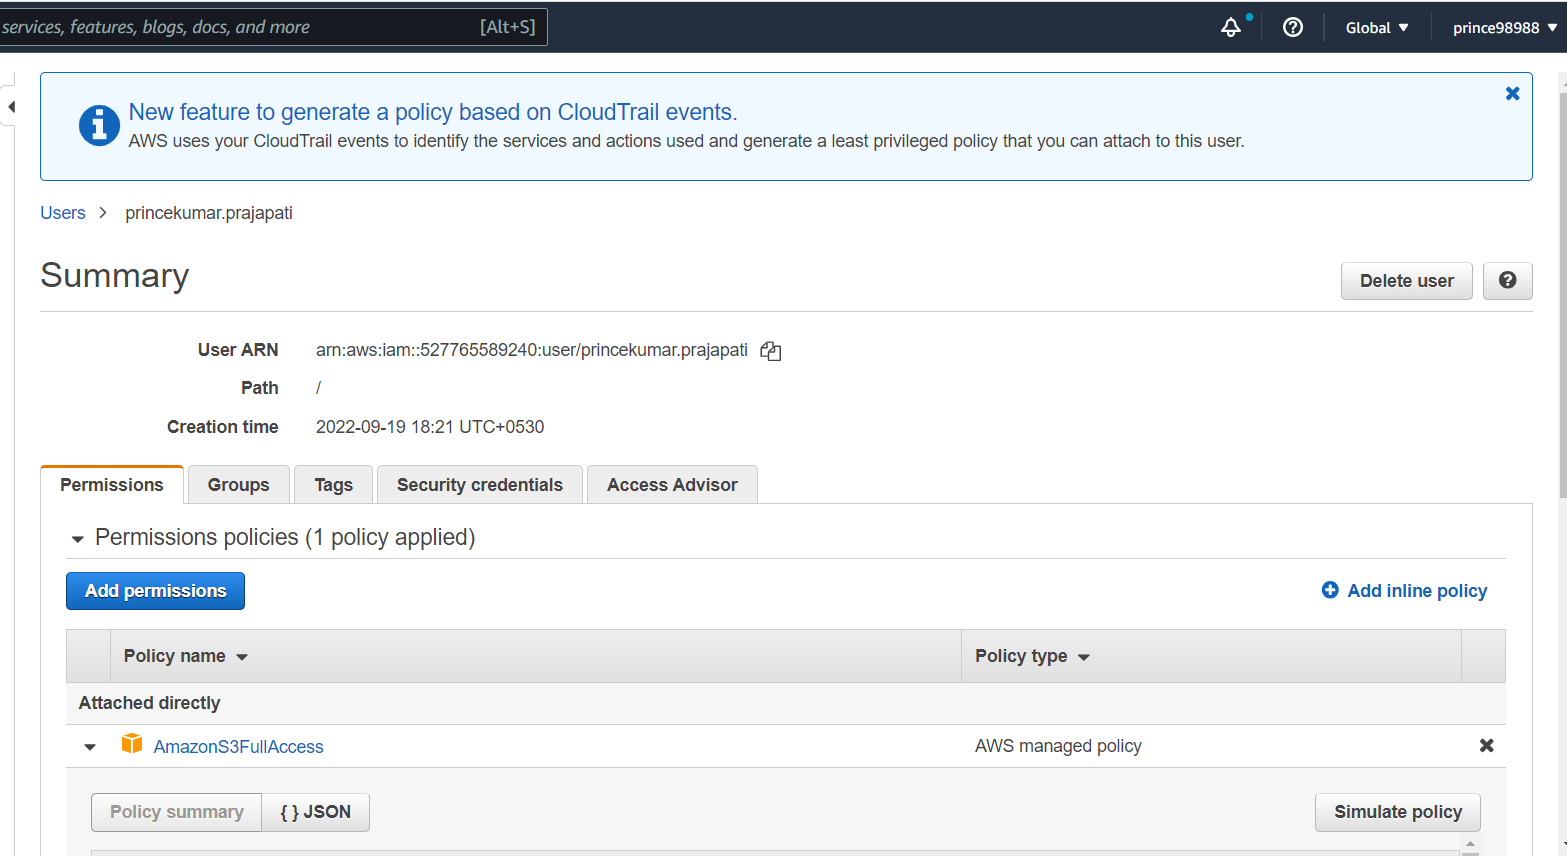 services, features, blogs, docs, and more [Alt+S] Global ▼ prince98988 ▼
New feature to generate a policy based on CloudTrail events.
AWS uses your CloudTrail events to identify the services and actions used and generate a least privileged policy that you can attach to this user.
Users > princekumar.prajapati
Summary
Delete user
User ARN arn:aws:iam::527765589240:user/princekumar.prajapati
Path /
Creation time 2022-09-19 18:21 UTC+0530
Permissions Groups Tags Security credentials Access Advisor
Permissions policies (1 policy applied)
Add permissions Add inline policy
Policy name Policy type
Attached directly
AmazonS3FullAccess AWS managed policy
Policy summary { } JSON Simulate policy